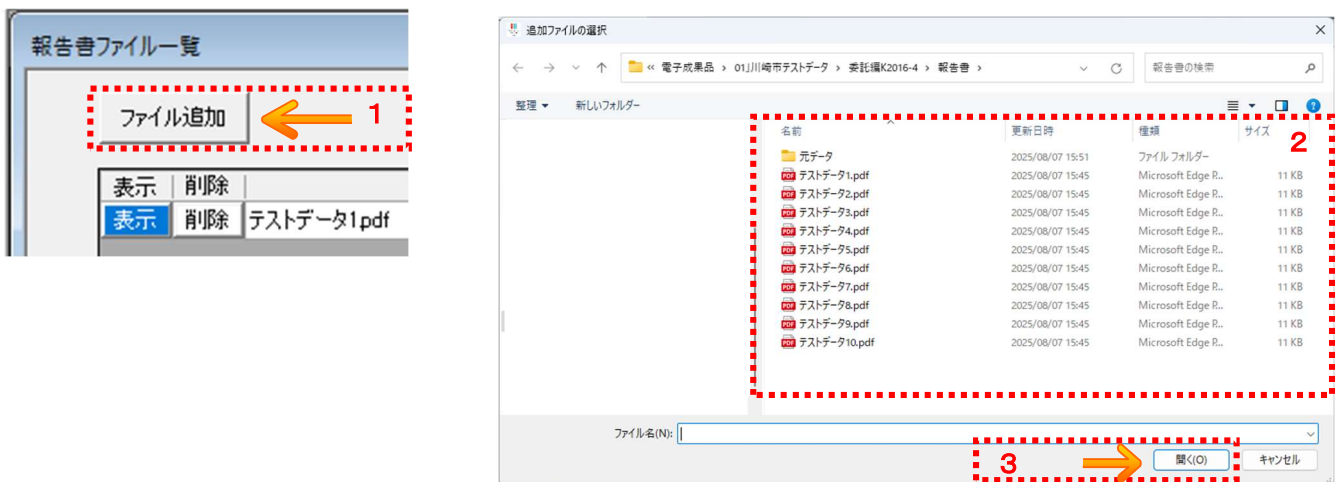 報告書ファイル一覧
ファイル追加
1
表示 削除
表示 削除 テストデータ1.pdf
追加ファイルの選択
« 電子成果品 › 01川崎市テストデータ › 委託編K2016-4 › 報告書 ›
報告書の検索
整理 新しいフォルダー
名前 更新日時 種類 サイズ
2
元データ 2025/08/07 15:51 ファイル フォルダー
テストデータ1.pdf 2025/08/07 15:45 Microsoft Edge P... 11 KB
テストデータ2.pdf 2025/08/07 15:45 Microsoft Edge P... 11 KB
テストデータ3.pdf 2025/08/07 15:45 Microsoft Edge P... 11 KB
テストデータ4.pdf 2025/08/07 15:45 Microsoft Edge P... 11 KB
テストデータ5.pdf 2025/08/07 15:45 Microsoft Edge P... 11 KB
テストデータ6.pdf 2025/08/07 15:45 Microsoft Edge P... 11 KB
テストデータ7.pdf 2025/08/07 15:45 Microsoft Edge P... 11 KB
テストデータ8.pdf 2025/08/07 15:45 Microsoft Edge P... 11 KB
テストデータ9.pdf 2025/08/07 15:45 Microsoft Edge P... 11 KB
テストデータ10.pdf 2025/08/07 15:45 Microsoft Edge P... 11 KB
ファイル名(N):
3
開く(O) キャンセル